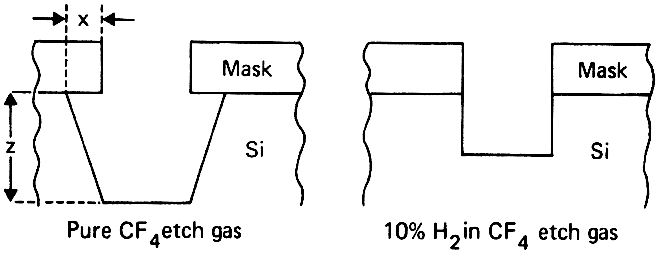 x
Mask
Mask
z
Si
Si
Pure CF4 etch gas
10% H2 in CF4 etch gas